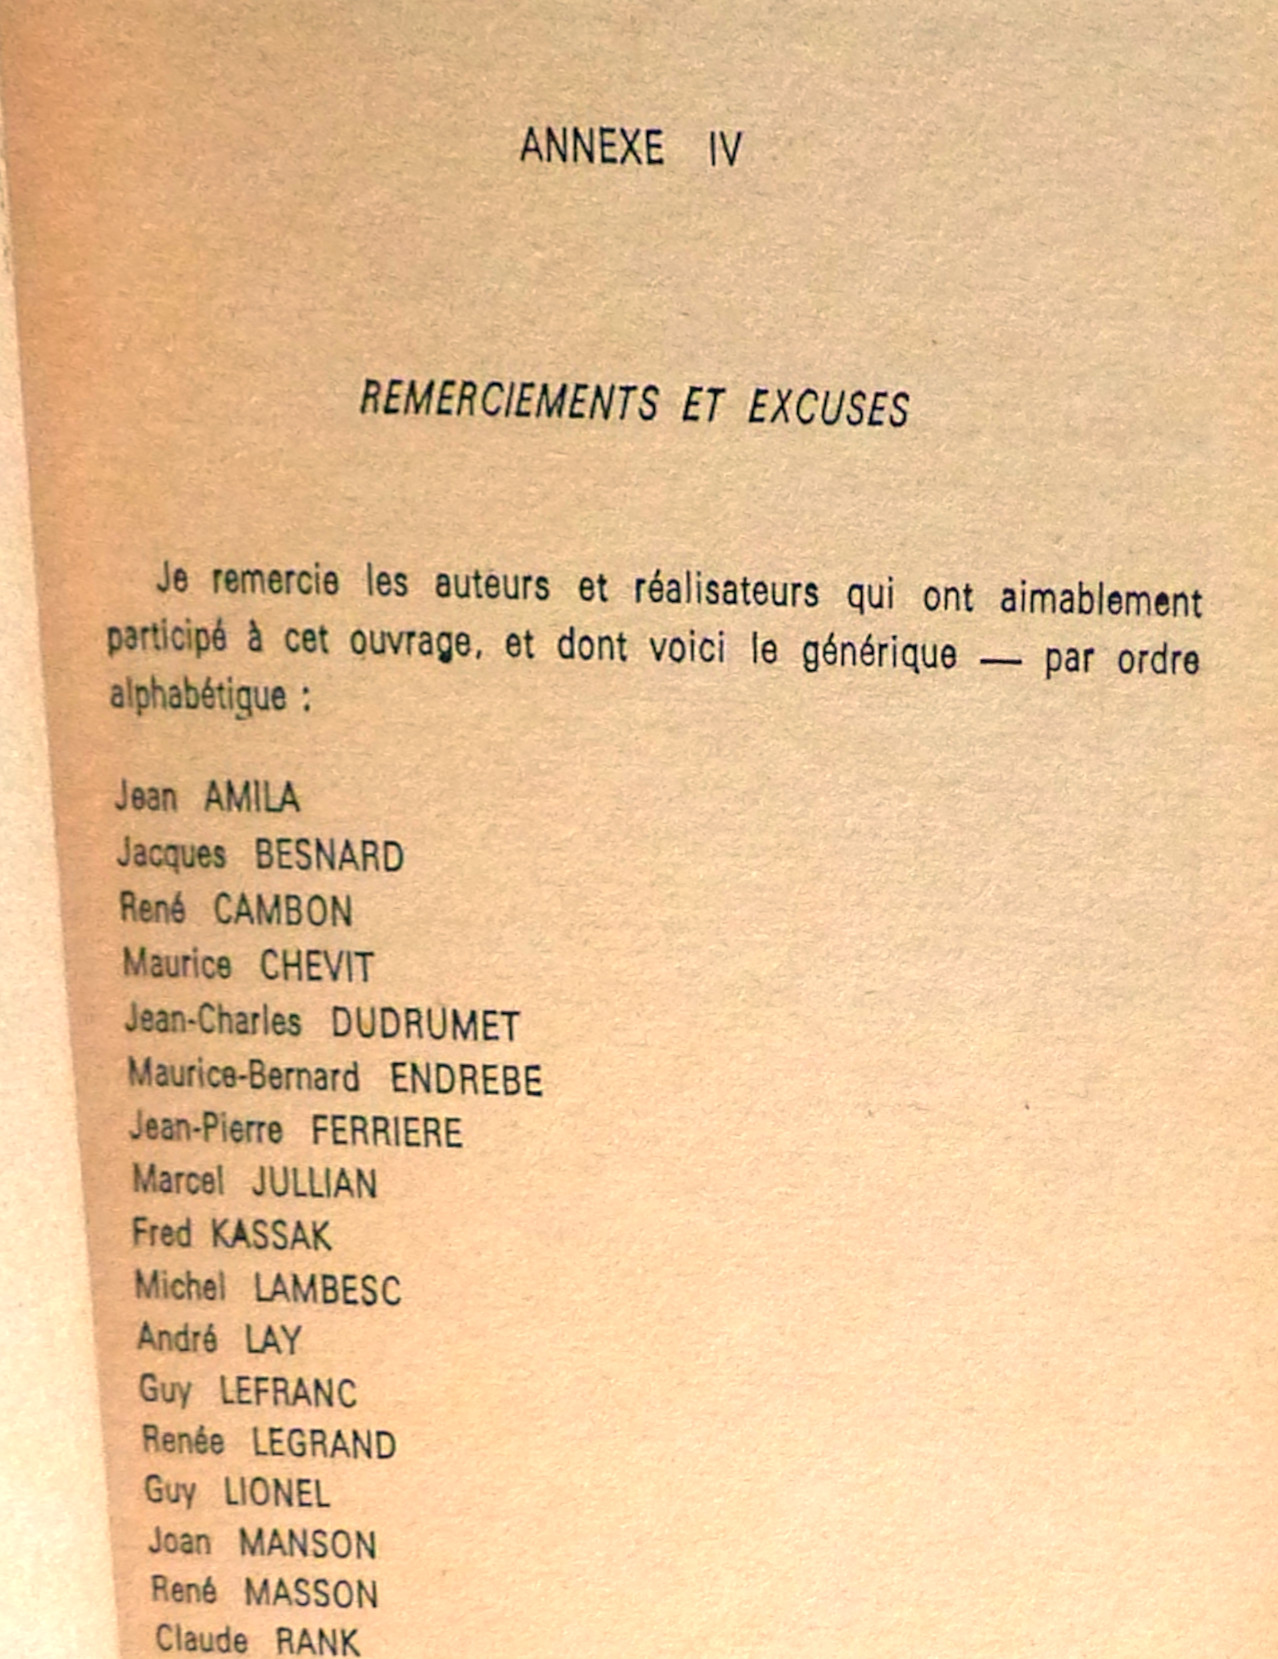 ANNEXE IV
REMERCIEMENTS ET EXCUSES
Je remercie les auteurs et réalisateurs qui ont aimablement
participé à cet ouvrage, et dont voici le générique — par ordre
alphabétique :
Jean AMILA
Jacques BESNARD
René CAMBON
Maurice CHEVIT
Jean-Charles DUDRUMET
Maurice-Bernard ENDREBE
Jean-Pierre FERRIERE
Marcel JULLIAN
Fred KASSAK
Michel LAMBESC
André LAY
Guy LEFRANC
Renée LEGRAND
Guy LIONEL
Joan MANSON
René MASSON
Claude RANK